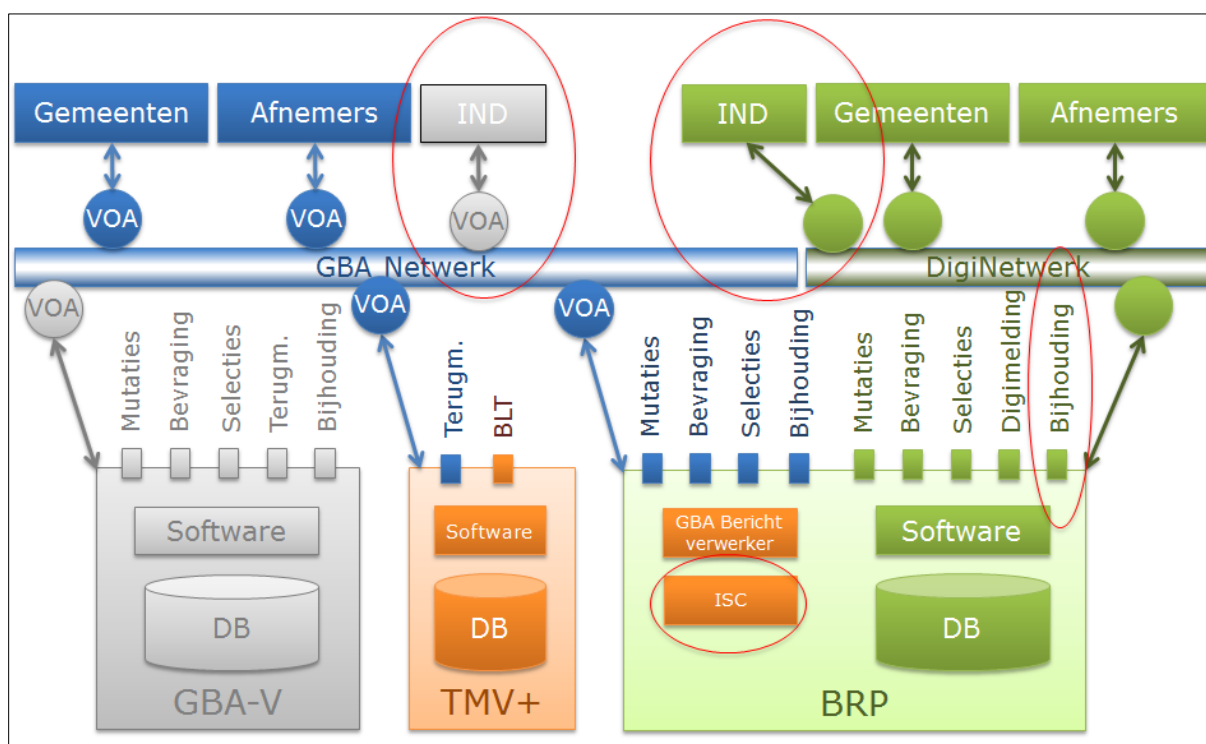 Gemeenten
Afnemers
IND
IND
Gemeenten
Afnemers
VOA
VOA
VOA
GBA Netwerk
DigiNetwerk
VOA
VOA
VOA
Mutaties
Bevraging
Selecties
Terugm.
Bijhouding
Terugm.
BLT
Mutaties
Bevraging
Selecties
Bijhouding
Mutaties
Bevraging
Selecties
Digimelding
Bijhouding
Software
DB
GBA-V
Software
DB
TMV+
GBA Bericht
verwerker
ISC
Software
DB
BRP